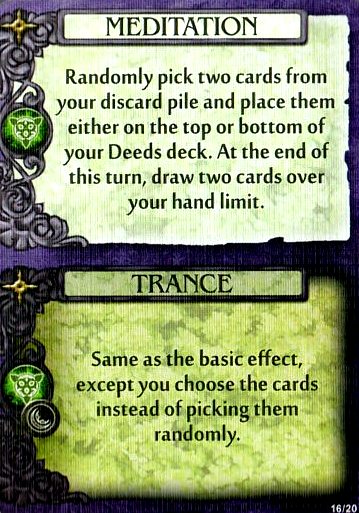 MEDITATION
Randomly pick two cards from
your discard pile and place them
either on the top or bottom of
your Deeds deck. At the end of
this turn, draw two cards over
your hand limit.
TRANCE
Same as the basic effect,
except you choose the cards
instead of picking them
randomly.
16/20